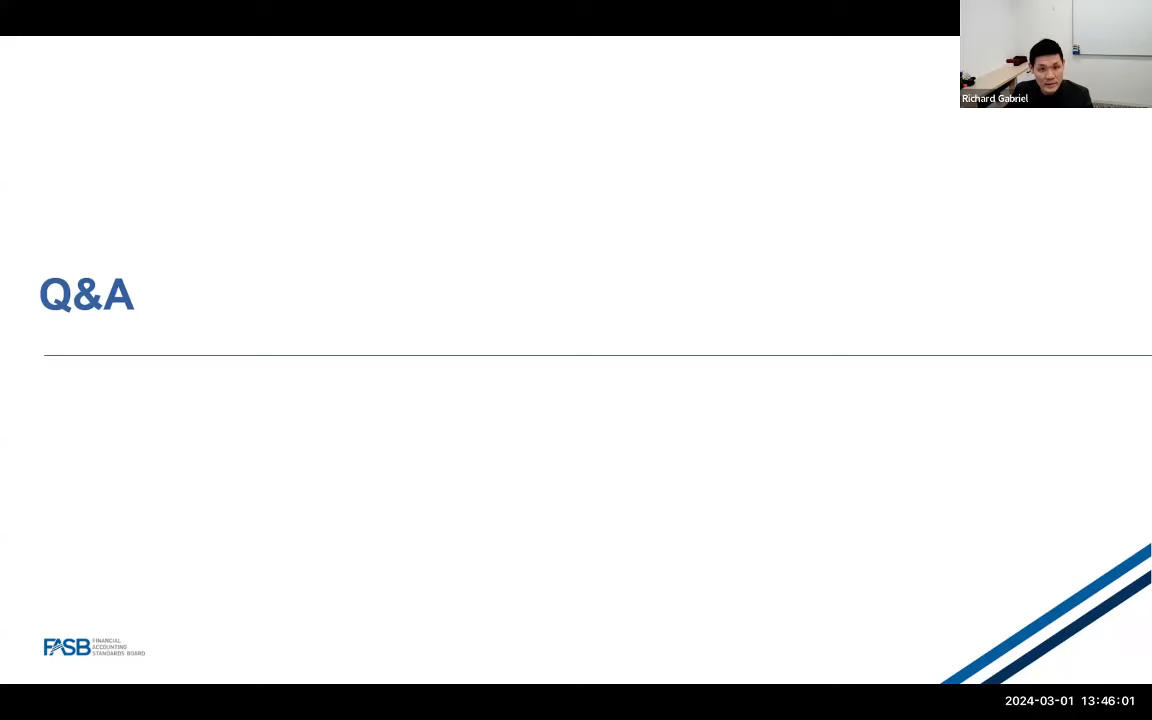 Richard Gabriel
Q&A
FASB
FINANCIAL
ACCOUNTING
STANDARDS BOARD
2024-03-01 13:46:01